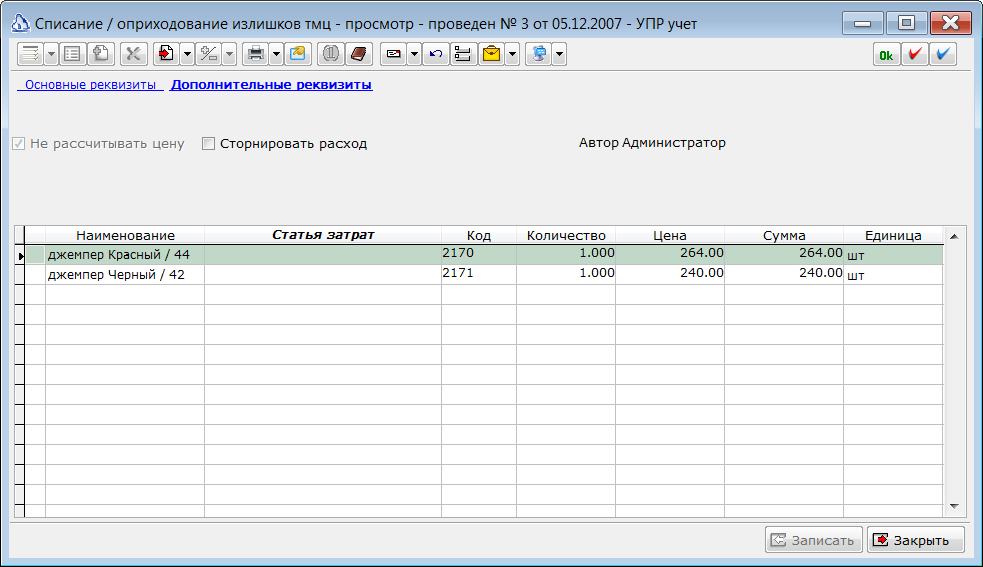 Списание / оприходование излишков тмц - просмотр - проведен № 3 от 05.12.2007 - УПР учет
Ok
Основные реквизиты Дополнительные реквизиты
Не рассчитывать цену Сторнировать расход Автор Администратор
Наименование Статья затрат Код Количество Цена Сумма Единица
джемпер Красный / 44 2170 1.000 264.00 264.00 шт
джемпер Черный / 42 2171 1.000 240.00 240.00 шт
Записать Закрыть